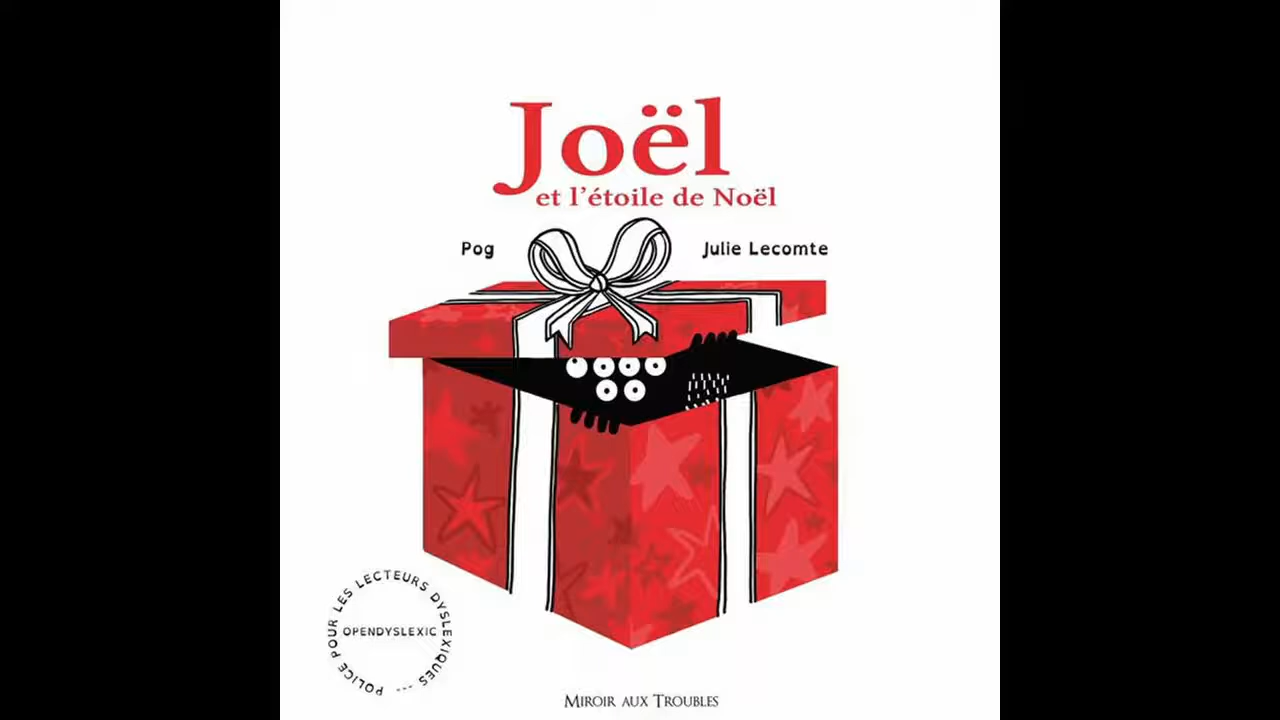 Joël
et l’étoile de Noël
Pog
Julie Lecomte
POLICE POUR LES LECTEURS DYSLEXIQUES ...
OPENDYSLEXIC
MIROIR AUX TROUBLES